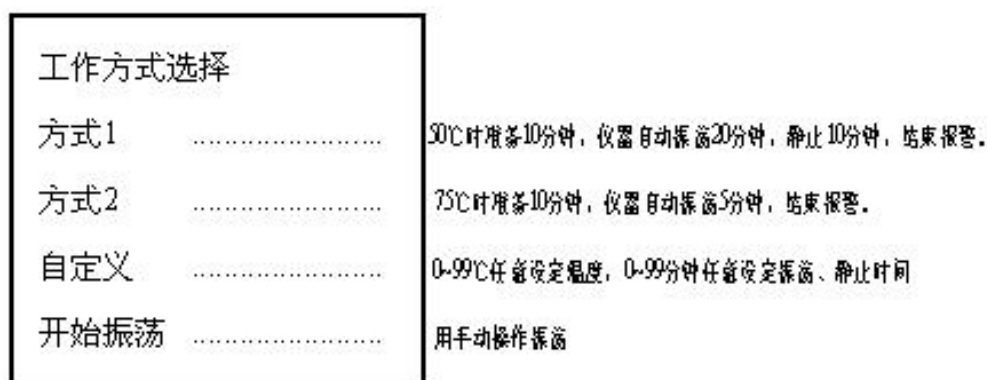 工作方式选择
方式1 ........................ 50℃时准备10分钟，仪器自动振荡20分钟，静止10分钟，结束报警。
方式2 ........................ 75℃时准备10分钟，仪器自动振荡5分钟，结束报警。
自定义 ........................ 0~99℃任意设定温度，0~99分钟任意设定振荡、静止时间
开始振荡 ........................ 用手动操作振荡